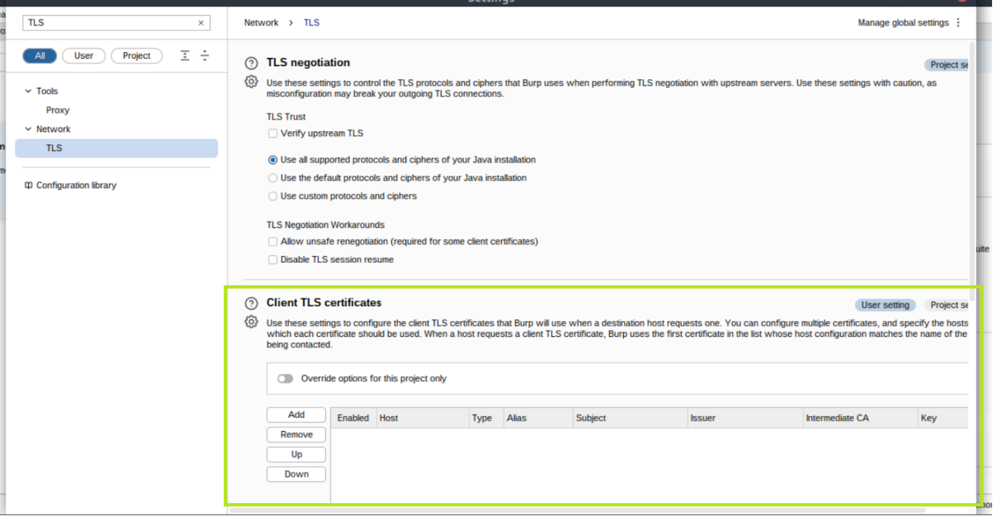 Settings
TLS ×
Network > TLS
Manage global settings
All User Project
Tools
Proxy
Network
TLS
Configuration library
TLS negotiation
Project se
Use these settings to control the TLS protocols and ciphers that Burp uses when performing TLS negotiation with upstream servers. Use these settings with caution, as
misconfiguration may break your outgoing TLS connections.
TLS Trust
Verify upstream TLS
Use all supported protocols and ciphers of your Java installation
Use the default protocols and ciphers of your Java installation
Use custom protocols and ciphers
TLS Negotiation Workarounds
Allow unsafe renegotiation (required for some client certificates)
Disable TLS session resume
uite
Client TLS certificates
User setting Project se
Use these settings to configure the client TLS certificates that Burp will use when a destination host requests one. You can configure multiple certificates, and specify the hosts
which each certificate should be used. When a host requests a client TLS certificate, Burp uses the first certificate in the list whose host configuration matches the name of the
being contacted.
Override options for this project only
Add
Remove
Up
Down
Enabled Host Type Alias Subject Issuer Intermediate CA Key